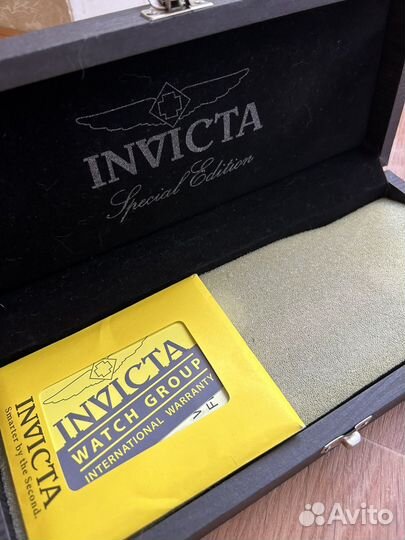 INVICTA
Special Edition
INVICTA
WATCH GROUP
INTERNATIONAL WARRANTY
INVICTA
Smarter by the Second.
Avito